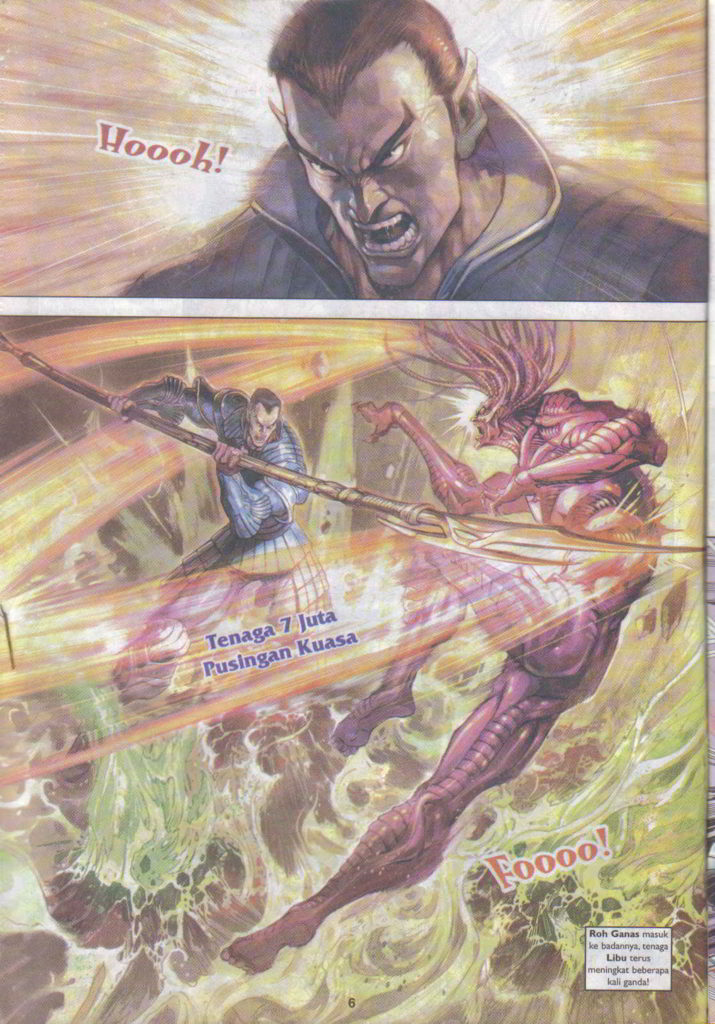 Hoooh!
Tenaga 7 Juta
Pusingan Kuasa
Foooo!
Roh Ganas masuk
ke badannya, tenaga
Libu terus
meningkat beberapa
kali ganda!
6